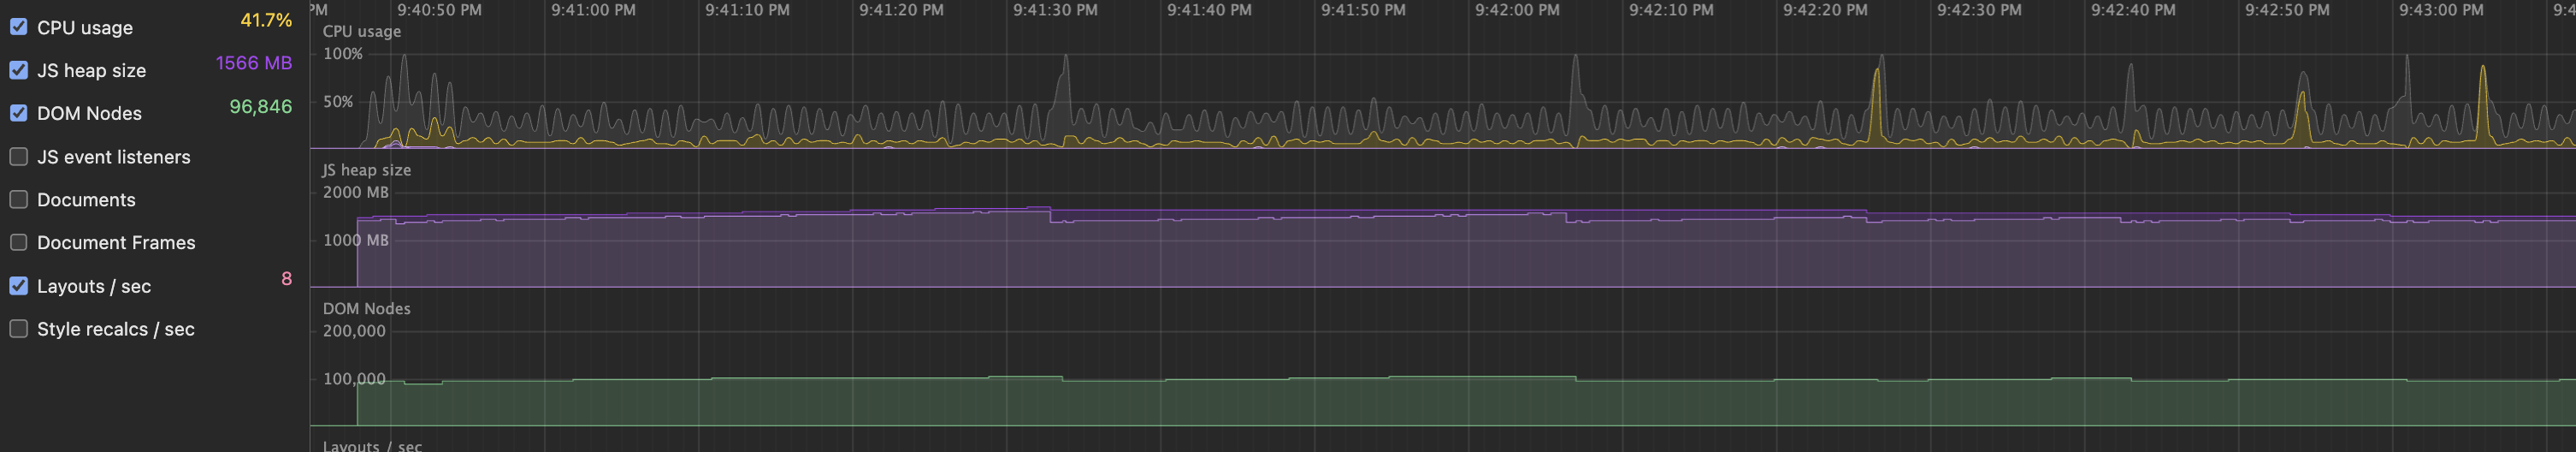 PM 9:40:50 PM 9:41:00 PM 9:41:10 PM 9:41:20 PM 9:41:30 PM 9:41:40 PM 9:41:50 PM 9:42:00 PM 9:42:10 PM 9:42:20 PM 9:42:30 PM 9:42:40 PM 9:42:50 PM 9:43:00 PM 9:4
CPU usage 41.7%
JS heap size 1566 MB
DOM Nodes 96,846
JS event listeners
Documents
Document Frames
Layouts / sec 8
Style recalcs / sec
CPU usage
100%
50%
JS heap size
2000 MB
1000 MB
DOM Nodes
200,000
100,000
Layouts / sec